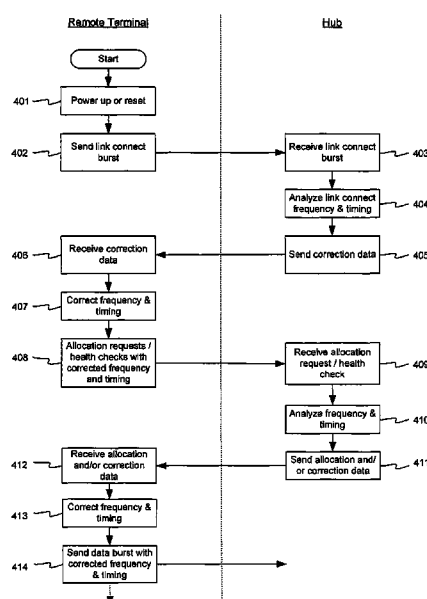 Remote Terminal
Hub
Start
401
Power up or reset
402
Send link connect
burst
Receive link connect
burst
403
Analyze link connect
frequency & timing
404
406
Receive correction
data
Send correction data
405
407
Correct frequency &
timing
408
Allocation requests /
health checks with
corrected frequency
and timing
Receive allocation
request / health
check
409
Analyze frequency &
timing
410
412
Receive allocation
and/or correction
data
Send allocation and/
or correction data
411
413
Correct frequency &
timing
414
Send data burst with
corrected frequency
& timing